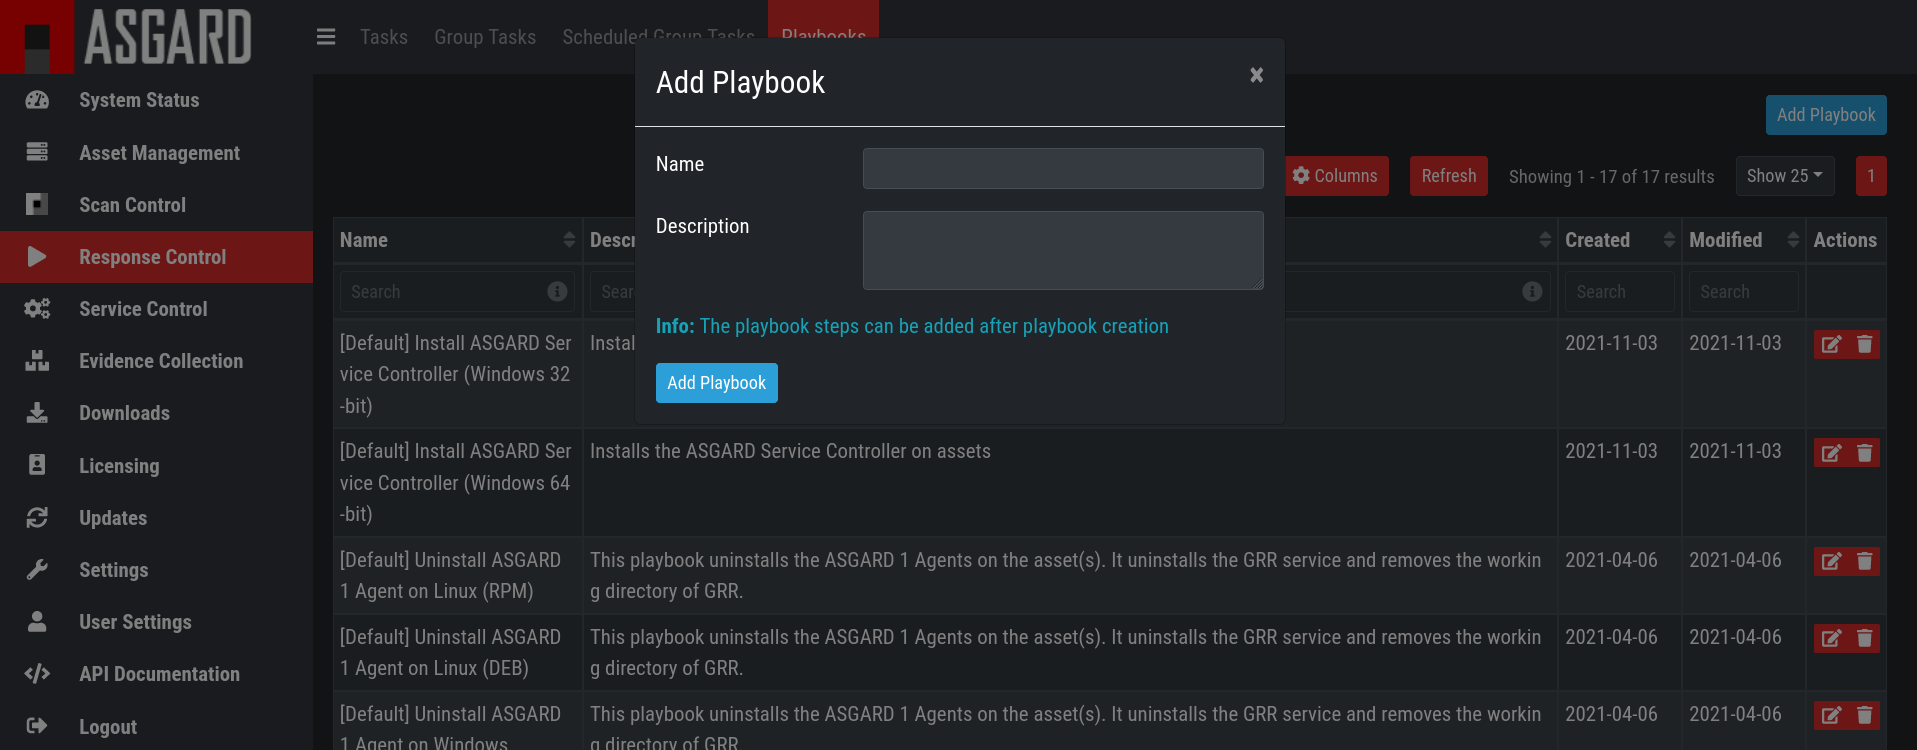 ASGARD
Tasks Group Tasks Scheduled Group Tasks Playbooks
System Status
Asset Management
Scan Control
Response Control
Service Control
Evidence Collection
Downloads
Licensing
Updates
Settings
User Settings
API Documentation
Logout
Add Playbook
×
Name
Description
Info: The playbook steps can be added after playbook creation
Add Playbook
Add Playbook
Columns Refresh Showing 1 - 17 of 17 results Show 25 1
Name Descr Created Modified Actions
Search Sear Search Search
[Default] Install ASGARD Ser
vice Controller (Windows 32
-bit)
Instal
2021-11-03 2021-11-03
[Default] Install ASGARD Ser
vice Controller (Windows 64
-bit)
Installs the ASGARD Service Controller on assets
2021-11-03 2021-11-03
[Default] Uninstall ASGARD
1 Agent on Linux (RPM)
This playbook uninstalls the ASGARD 1 Agents on the asset(s). It uninstalls the GRR service and removes the workin
g directory of GRR.
2021-04-06 2021-04-06
[Default] Uninstall ASGARD
1 Agent on Linux (DEB)
This playbook uninstalls the ASGARD 1 Agents on the asset(s). It uninstalls the GRR service and removes the workin
g directory of GRR.
2021-04-06 2021-04-06
[Default] Uninstall ASGARD
1 Agent on Windows
This playbook uninstalls the ASGARD 1 Agents on the asset(s). It uninstalls the GRR service and removes the workin
g directory of GRR.
2021-04-06 2021-04-06